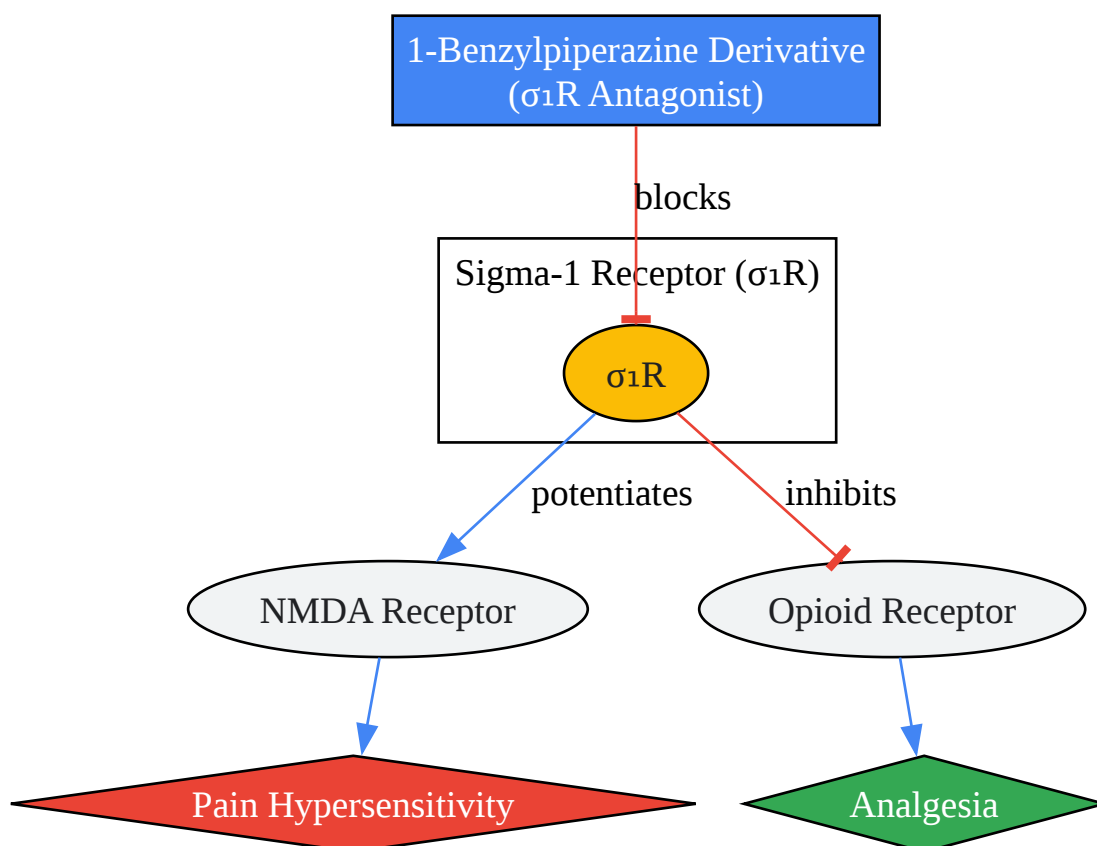 1-Benzylpiperazine Derivative
(σ₁R Antagonist)
blocks
Sigma-1 Receptor (σ₁R)
σ₁R
potentiates
inhibits
NMDA Receptor
Opioid Receptor
Pain Hypersensitivity
Analgesia